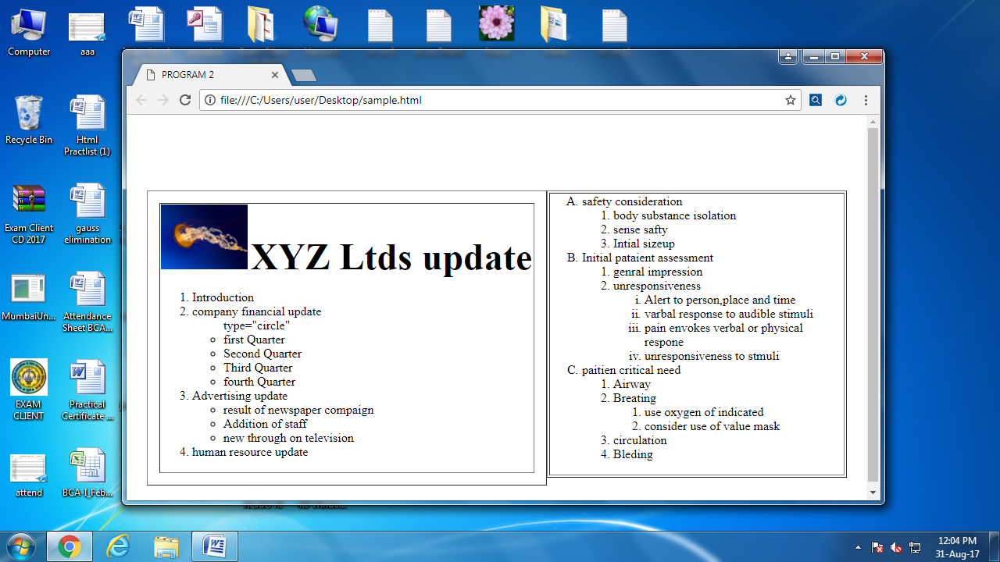 Computer
aaa
Recycle Bin
Html
Practlist (1)
Exam Client
CD 2017
gauss
elimination
MumbaiUn...
Attendance
Sheet BCA...
EXAM
CLIENT
Practical
Certificate ...
attend
BCA-I_Feb...
PROGRAM 2
file:///C:/Users/user/Desktop/sample.html
XYZ Ltds update
1. Introduction
2. company financial update
type="circle"
first Quarter
Second Quarter
Third Quarter
fourth Quarter
3. Advertising update
result of newspaper compaign
Addition of staff
new through on television
4. human resource update
A. safety consideration
1. body substance isolation
2. sense safty
3. Intial sizeup
B. Initial pataient assessment
1. genral impression
2. unresponsiveness
i. Alert to person,place and time
ii. varbal response to audible stimuli
iii. pain envokes verbal or physical
respone
iv. unresponsiveness to stmuli
C. paitien critical need
1. Airway
2. Breating
1. use oxygen of indicated
2. consider use of value mask
3. circulation
4. Bleding
12:04 PM
31-Aug-17